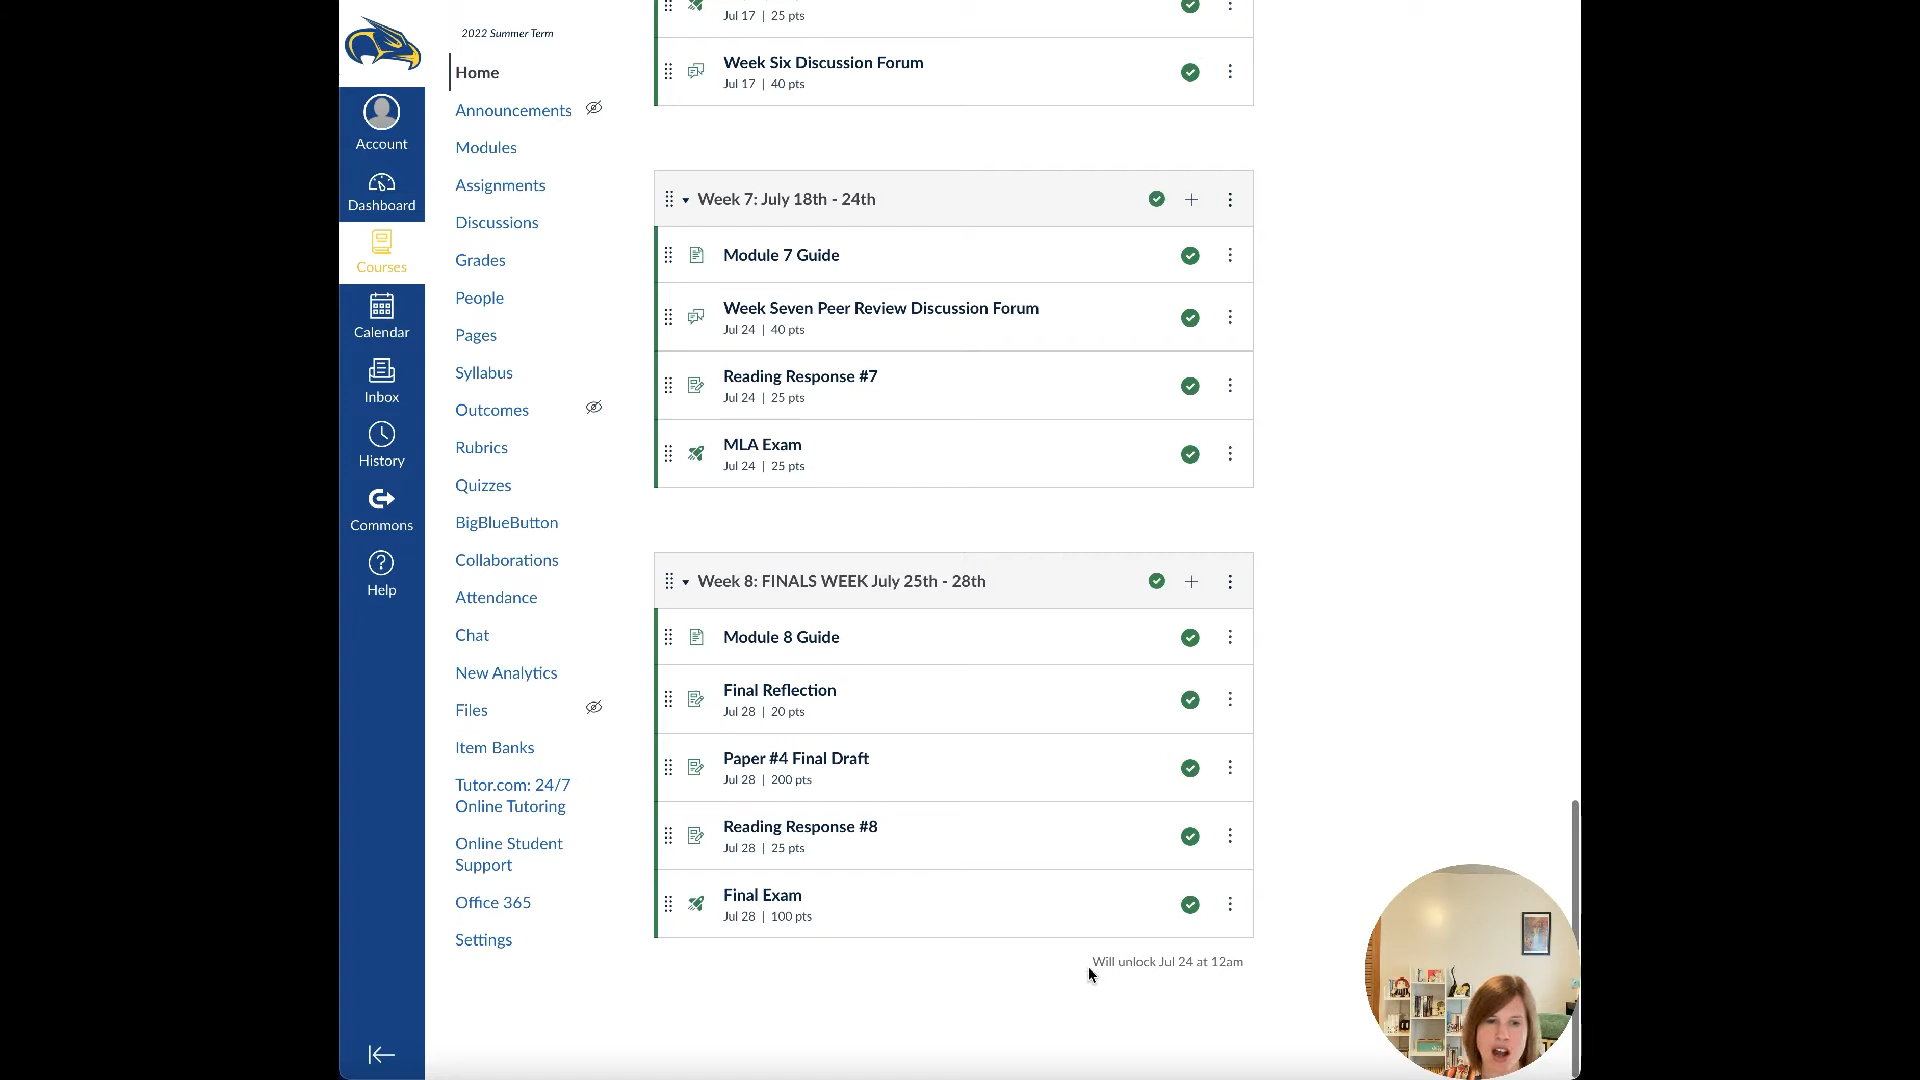 2022 Summer Term
Home
Announcements
Modules
Assignments
Discussions
Grades
People
Pages
Syllabus
Outcomes
Rubrics
Quizzes
BigBlueButton
Collaborations
Attendance
Chat
New Analytics
Files
Item Banks
Tutor.com: 24/7
Online Tutoring
Online Student
Support
Office 365
Settings
Account
Dashboard
Courses
Calendar
Inbox
History
Commons
Help
Jul 17 | 25 pts
Week Six Discussion Forum
Jul 17 | 40 pts
Week 7: July 18th - 24th
Module 7 Guide
Week Seven Peer Review Discussion Forum
Jul 24 | 40 pts
Reading Response #7
Jul 24 | 25 pts
MLA Exam
Jul 24 | 25 pts
Week 8: FINALS WEEK July 25th - 28th
Module 8 Guide
Final Reflection
Jul 28 | 20 pts
Paper #4 Final Draft
Jul 28 | 200 pts
Reading Response #8
Jul 28 | 25 pts
Final Exam
Jul 28 | 100 pts
Will unlock Jul 24 at 12am